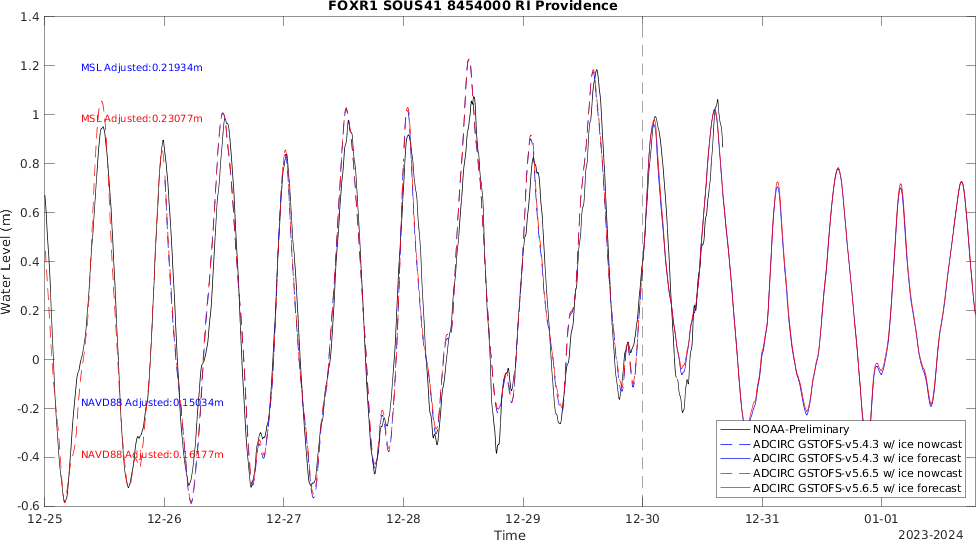 FOXR1 SOUS41 8454000 RI Providence
Water Level (m)
1.4
1.2
1
0.8
0.6
0.4
0.2
0
-0.2
-0.4
-0.6
MSL Adjusted:0.21934m
MSL Adjusted:0.23077m
NAVD88 Adjusted:0.15034m
NAVD88 Adjusted:0.16177m
NOAA-Preliminary
ADCIRC GSTOFS-v5.4.3 w/ ice nowcast
ADCIRC GSTOFS-v5.4.3 w/ ice forecast
ADCIRC GSTOFS-v5.6.5 w/ ice nowcast
ADCIRC GSTOFS-v5.6.5 w/ ice forecast
12-25 12-26 12-27 12-28 12-29 12-30 12-31 01-01
Time
2023-2024